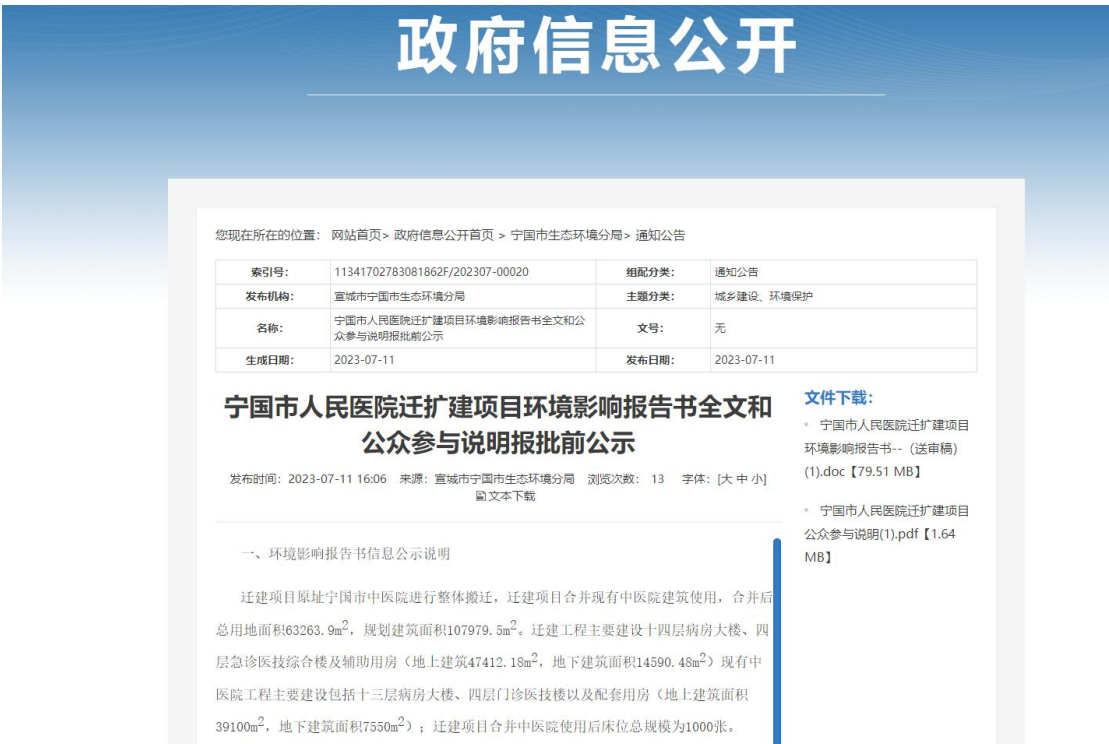 政府信息公开
您现在所在的位置： 网站首页> 政府信息公开首页 > 宁国市生态环境分局> 通知公告
索引号： 11341702783081862F/202307-00020 组配分类： 通知公告
发布机构： 宣城市宁国市生态环境分局 主题分类： 城乡建设、环境保护
名称： 宁国市人民医院迁扩建项目环境影响报告书全文和公
众参与说明报批前公示 文号： 无
生成日期： 2023-07-11 发布日期： 2023-07-11
宁国市人民医院迁扩建项目环境影响报告书全文和
公众参与说明报批前公示
发布时间：2023-07-11 16:06 来源：宣城市宁国市生态环境分局 浏览次数： 13 字体：[大 中 小]
文本下载
一、环境影响报告书信息公示说明
迁建项目原址宁国市中医院进行整体搬迁，迁建项目合并现有中医院建筑使用，合并后
总用地面积63263.9m²，规划建筑面积107979.5m²。迁建工程主要建设十四层病房大楼、四
层急诊医技综合楼及辅助用房（地上建筑47412.18m²，地下建筑面积14590.48m²）现有中
医院工程主要建设包括十三层病房大楼、四层门诊医技楼以及配套用房（地上建筑面积
39100m²，地下建筑面积7550m²）；迁建项目合并中医院使用后床位总规模为1000张。
文件下载：
宁国市人民医院迁扩建项目
环境影响报告书--（送审稿）
(1).doc【79.51 MB】
宁国市人民医院迁扩建项目
公众参与说明(1).pdf【1.64
MB】